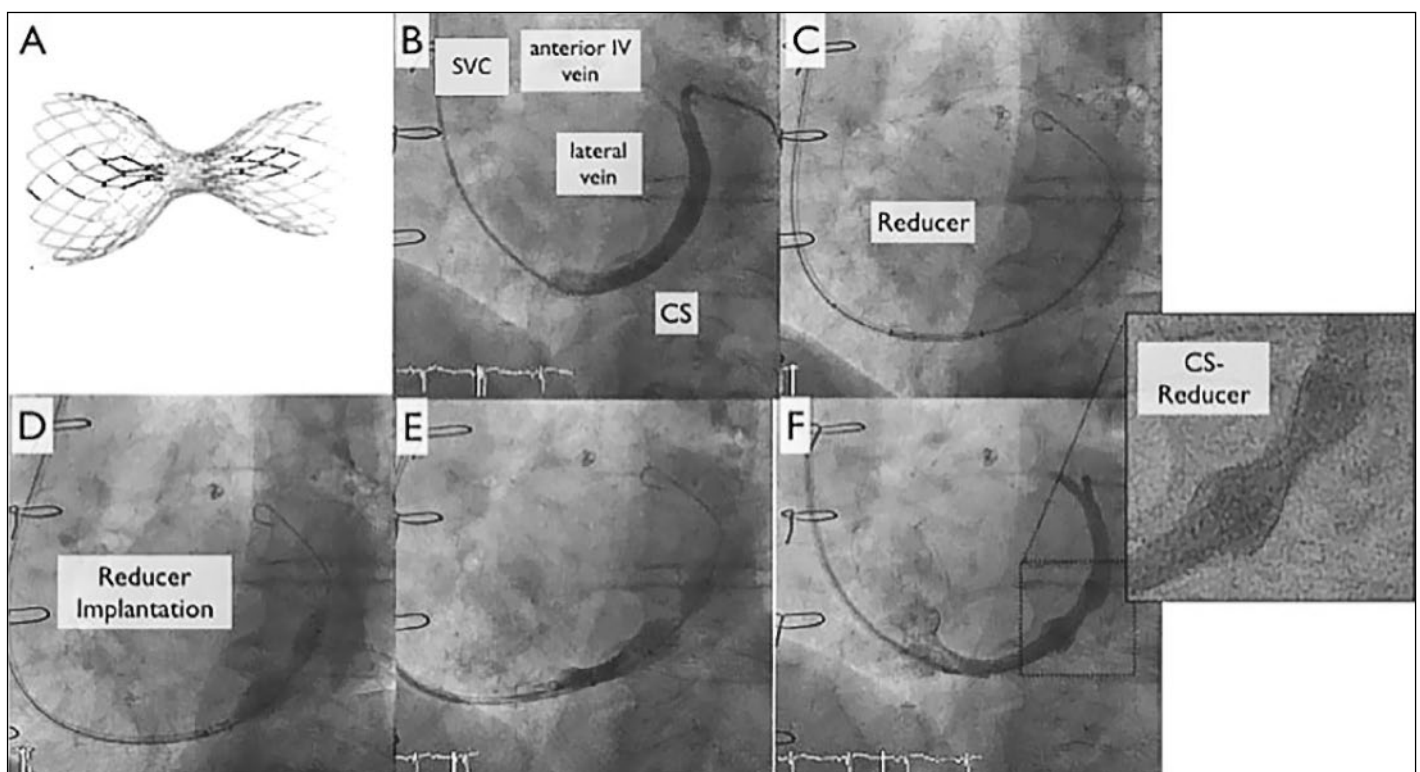 A
B
SVC
anterior IV
vein
lateral
vein
CS
C
Reducer
D
Reducer
Implantation
E
F
CS-
Reducer